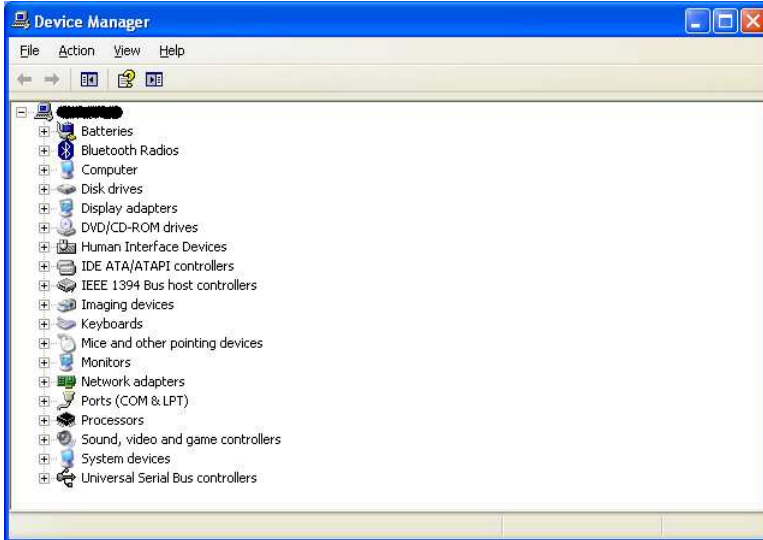 Device Manager
File Action View Help
Batteries
Bluetooth Radios
Computer
Disk drives
Display adapters
DVD/CD-ROM drives
Human Interface Devices
IDE ATA/ATAPI controllers
IEEE 1394 Bus host controllers
Imaging devices
Keyboards
Mice and other pointing devices
Monitors
Network adapters
Ports (COM & LPT)
Processors
Sound, video and game controllers
System devices
Universal Serial Bus controllers